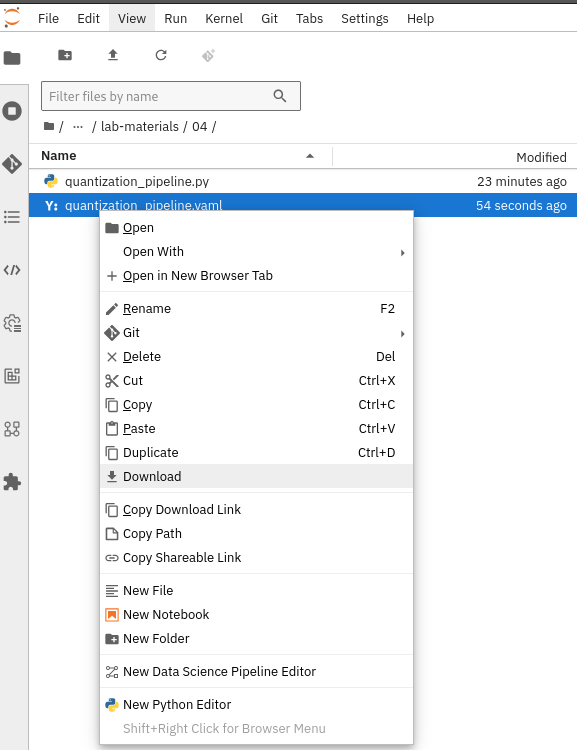 File Edit View Run Kernel Git Tabs Settings Help
Filter files by name
/ ··· / lab-materials / 04 /
Name Modified
quantization_pipeline.py 23 minutes ago
Y: quantization_pipeline.yaml 54 seconds ago
Open
Open With
Open in New Browser Tab
Rename F2
Git
Delete Del
Cut Ctrl+X
Copy Ctrl+C
Paste Ctrl+V
Duplicate Ctrl+D
Download
Copy Download Link
Copy Path
Copy Shareable Link
New File
New Notebook
New Folder
New Data Science Pipeline Editor
New Python Editor
Shift+Right Click for Browser Menu